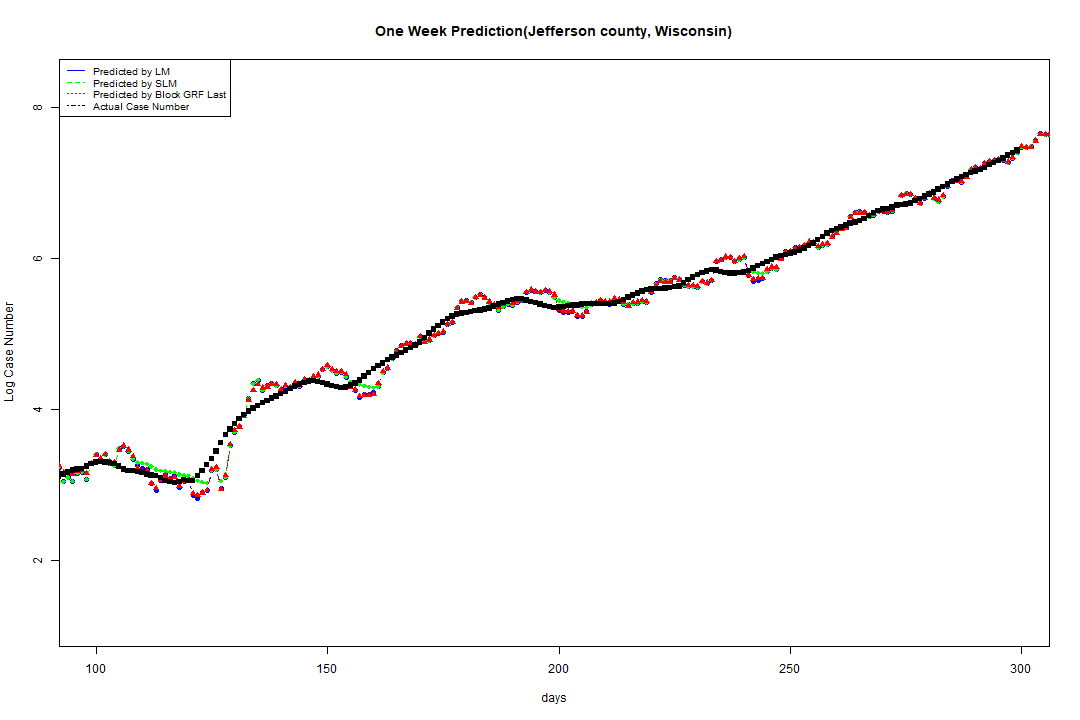 One Week Prediction(Jefferson county, Wisconsin)
Predicted by LM
Predicted by SLM
Predicted by Block GRF Last
Actual Case Number
Log Case Number
8
6
4
2
100 150 200 250 300
days